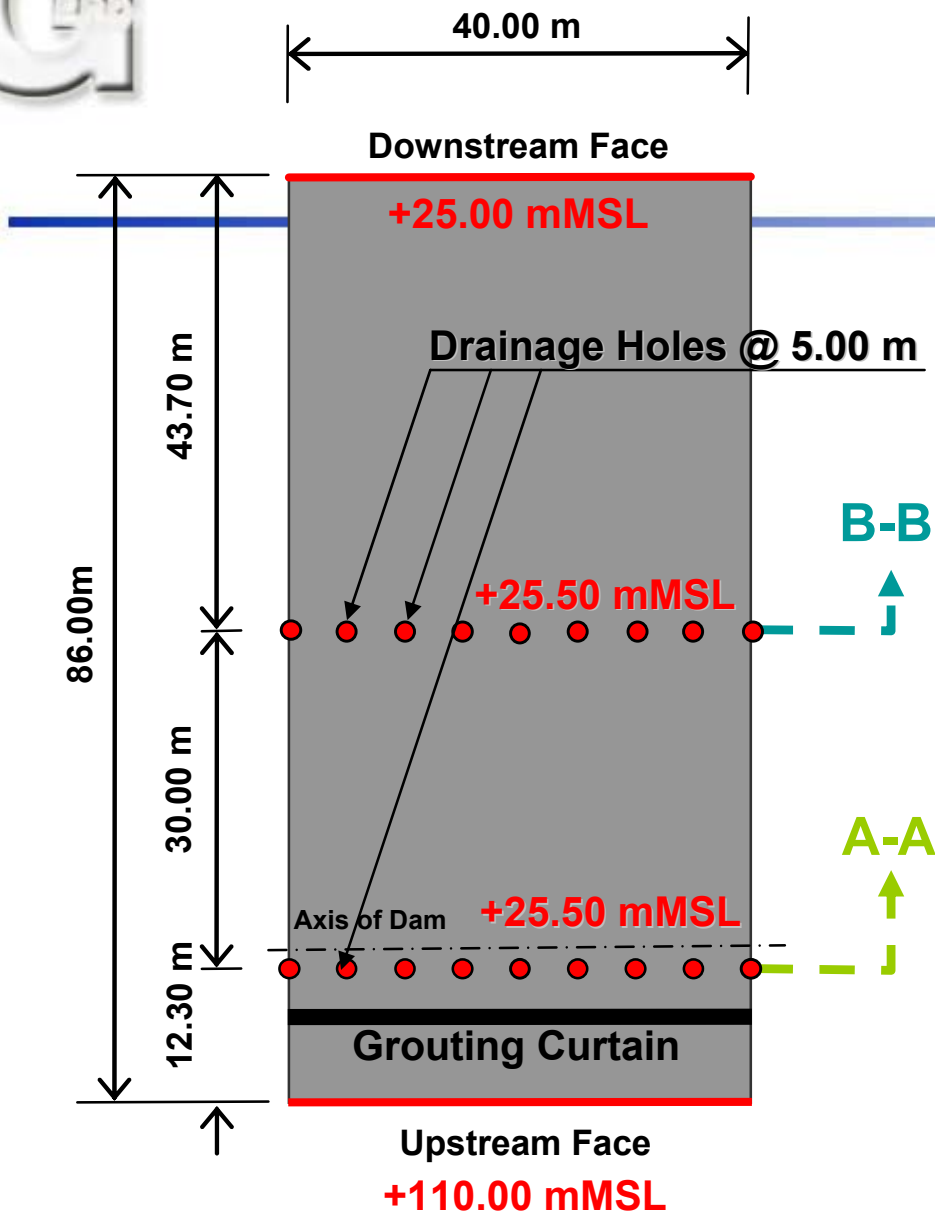 G
40.00 m
Downstream Face
+25.00 mMSL
Drainage Holes @ 5.00 m
43.70 m
86.00m
B-B
+25.50 mMSL
30.00 m
A-A
Axis of Dam
+25.50 mMSL
12.30 m
Grouting Curtain
Upstream Face
+110.00 mMSL